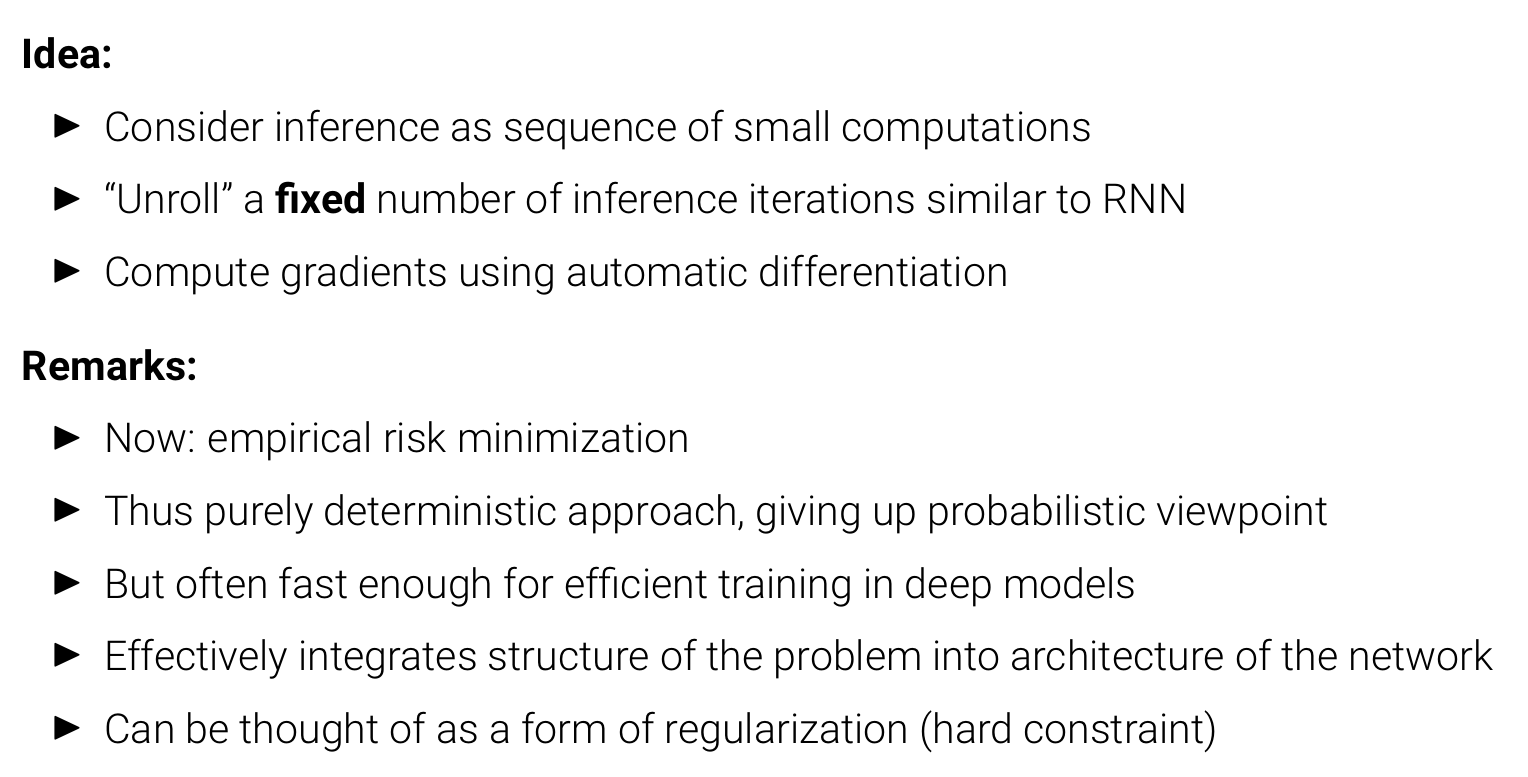 Idea:
► Consider inference as sequence of small computations
► “Unroll” a fixed number of inference iterations similar to RNN
► Compute gradients using automatic differentiation
Remarks:
► Now: empirical risk minimization
► Thus purely deterministic approach, giving up probabilistic viewpoint
► But often fast enough for efficient training in deep models
► Effectively integrates structure of the problem into architecture of the network
► Can be thought of as a form of regularization (hard constraint)